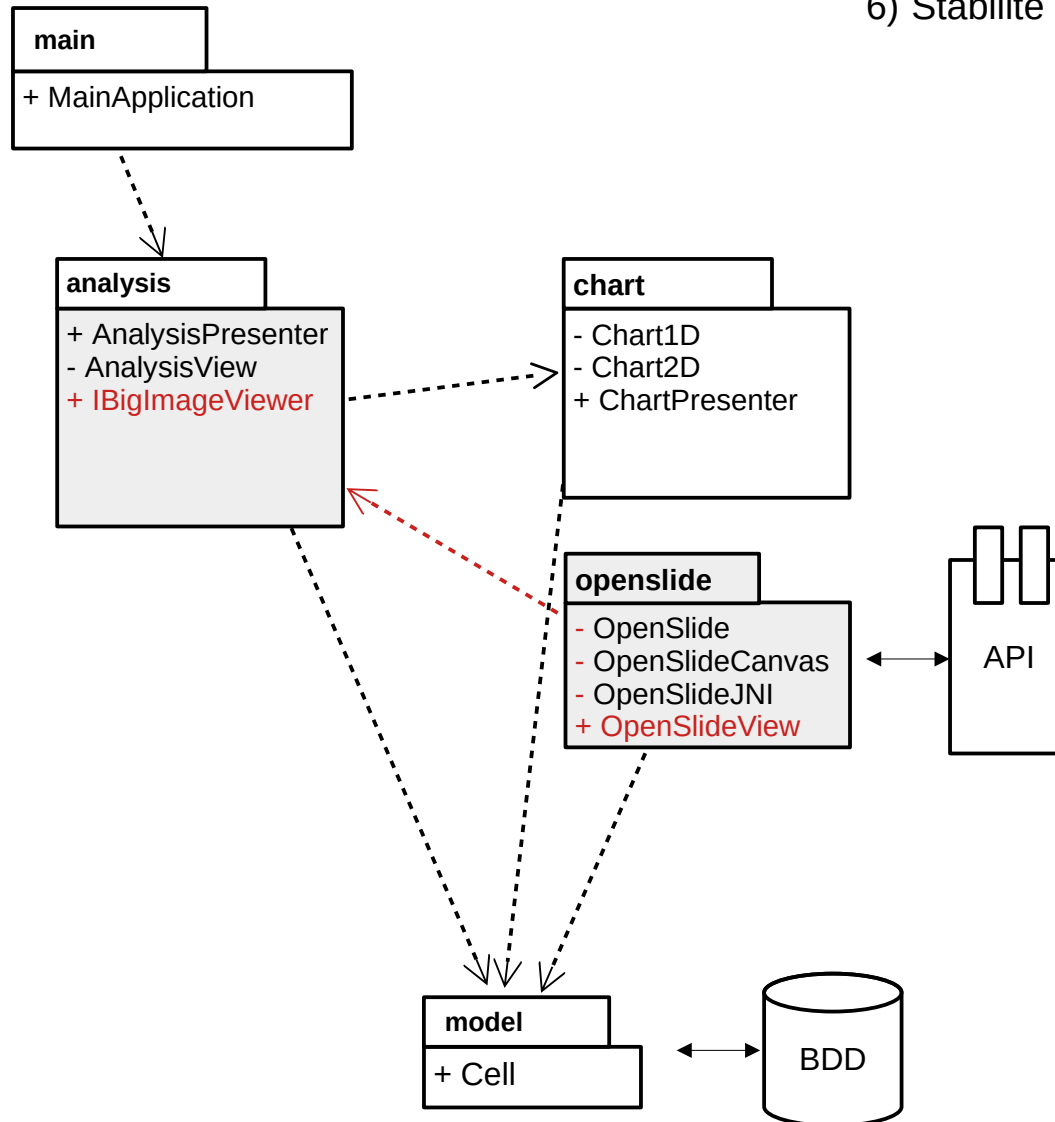 6) Stabilité
main
+ MainApplication
analysis
+ AnalysisPresenter
- AnalysisView
+ IBigImageViewer
chart
- Chart1D
- Chart2D
+ ChartPresenter
openslide
- OpenSlide
- OpenSlideCanvas
- OpenSlideJNI
+ OpenSlideView
API
model
+ Cell
BDD